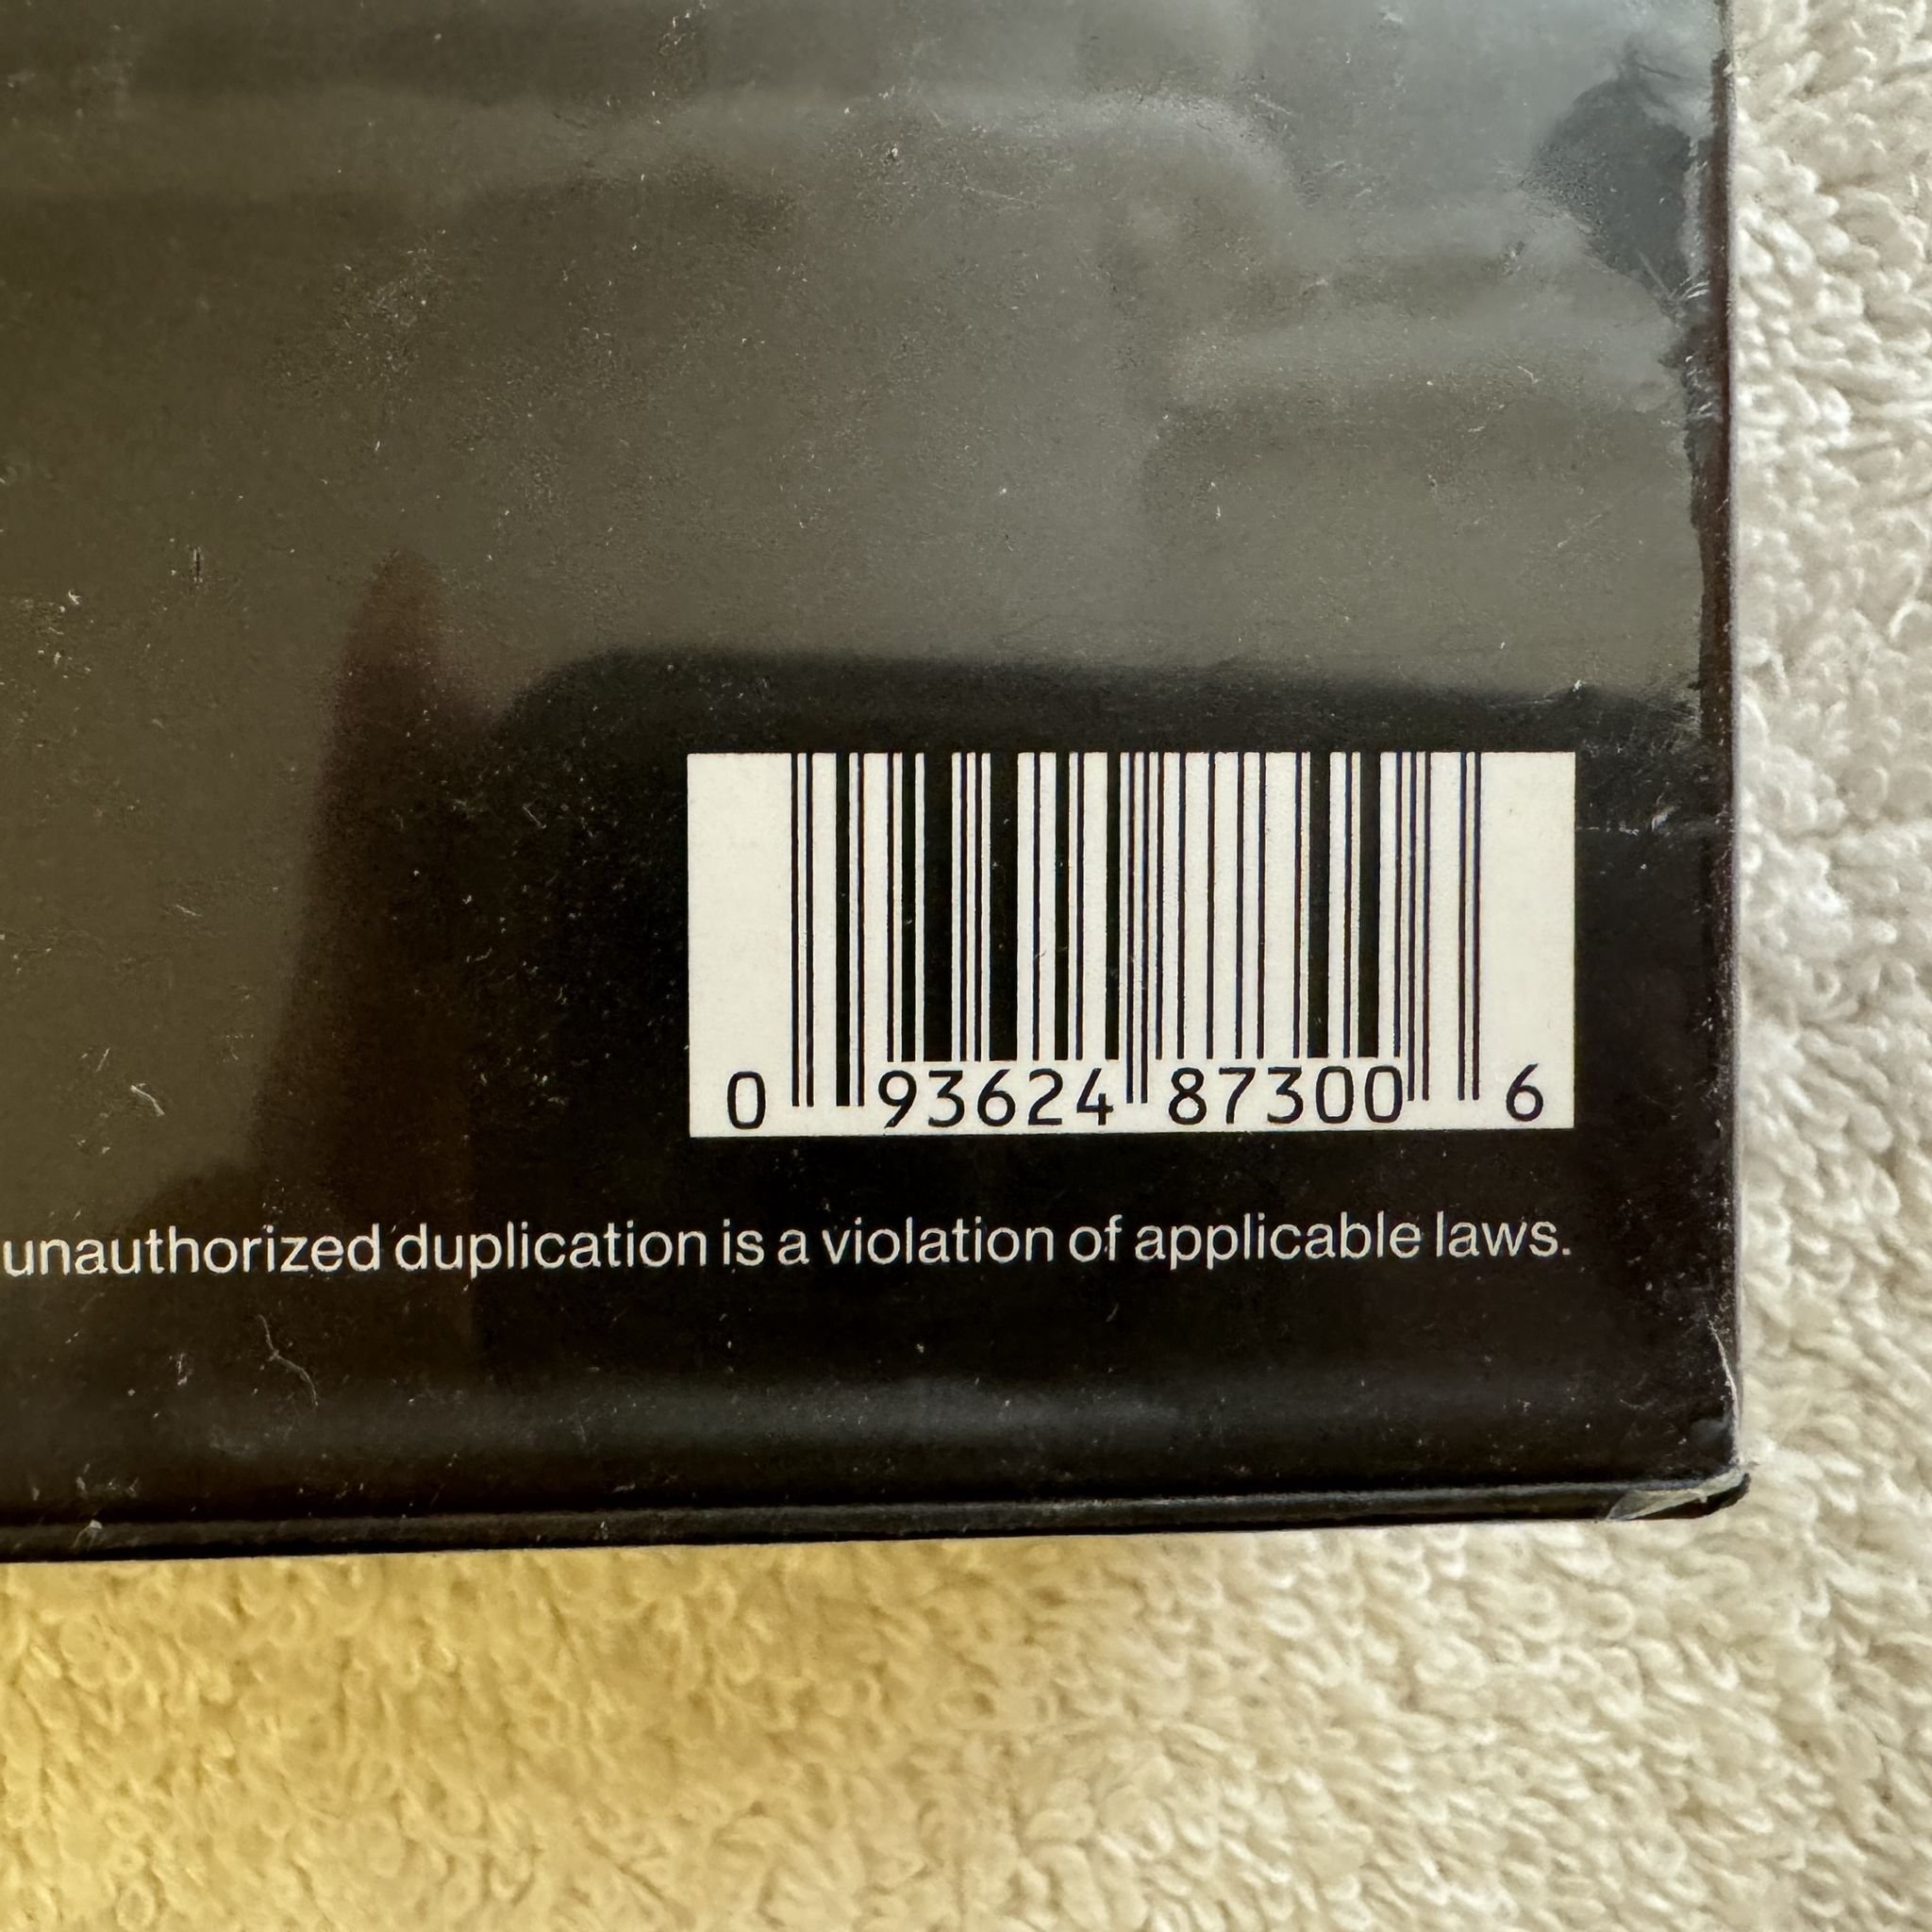 0 93624 87300 6
unauthorized duplication is a violation of applicable laws.